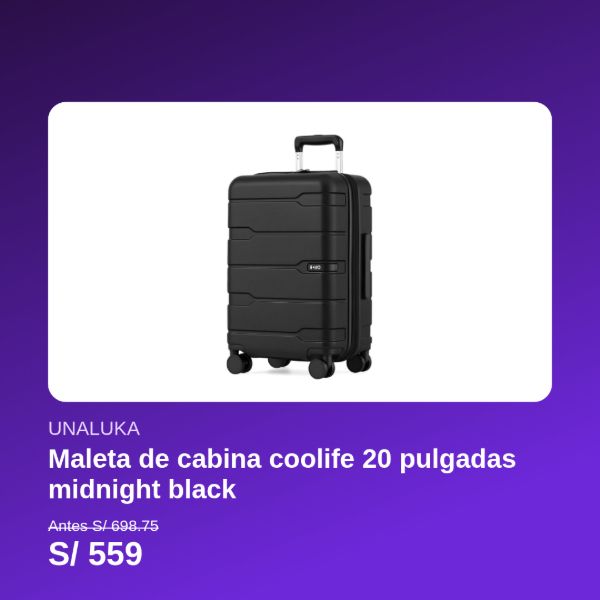 UNALUKA
Maleta de cabina coolife 20 pulgadas
midnight black
Antes S/ 698.75
S/ 559